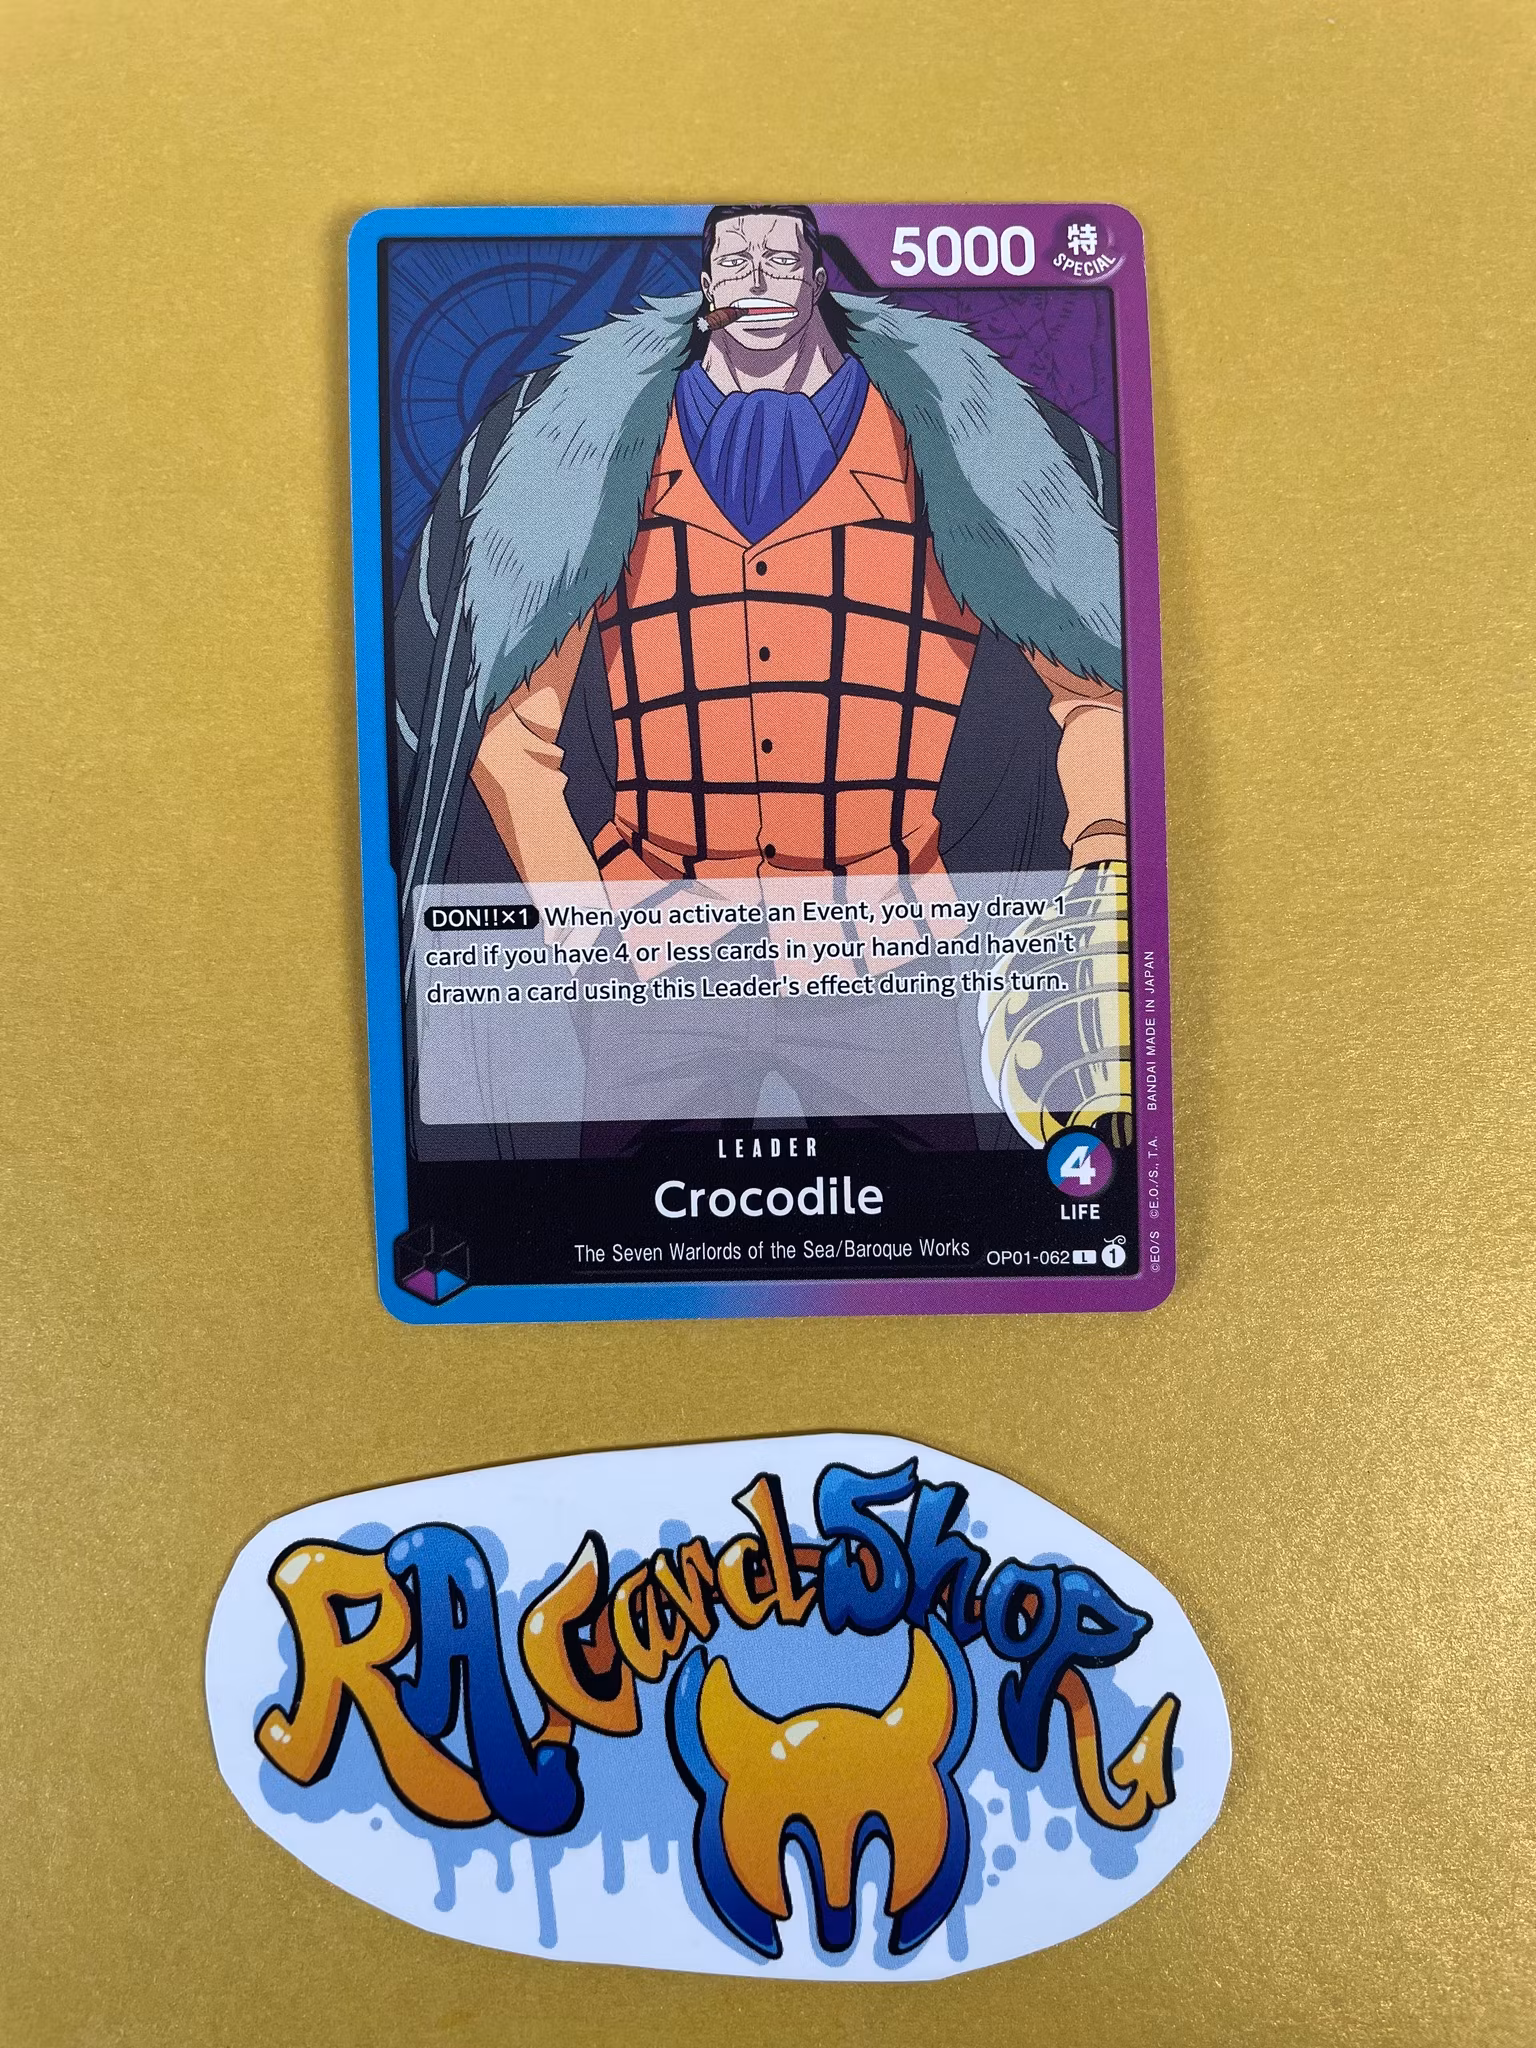 5000
特
SPECIAL
DON!!×1 When you activate an Event, you may draw 1
card if you have 4 or less cards in your hand and haven't
drawn a card using this Leader's effect during this turn.
LEADER
Crocodile
4
LIFE
The Seven Warlords of the Sea/Baroque Works
OP01-062 L 1
©EO/S ©E.O./S., T.A. BANDAI MADE IN JAPAN
RA Card Shop